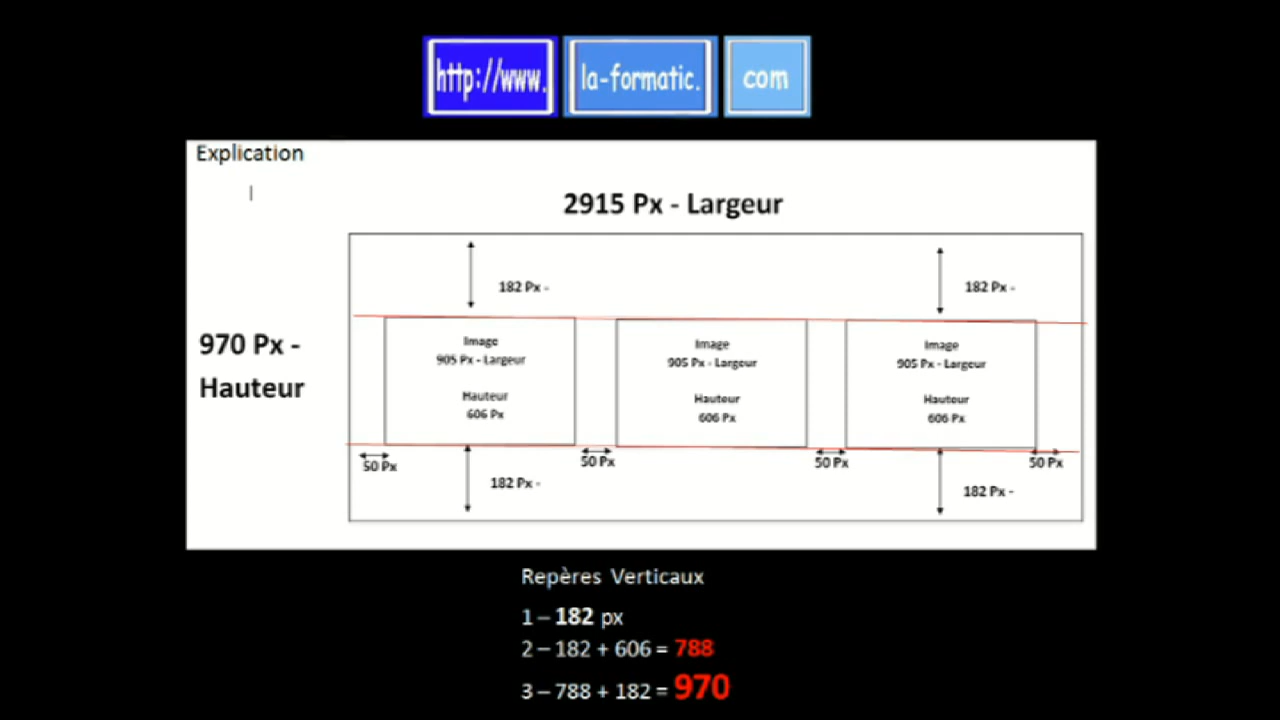 http://www. la-formatic. com
Explication
2915 Px - Largeur
182 Px -
182 Px -
970 Px -
Hauteur
Image
905 Px - Largeur
Hauteur
606 Px
Image
905 Px - Largeur
Hauteur
606 Px
Image
905 Px - Largeur
Hauteur
606 Px
50 Px
50 Px
50 Px
50 Px
182 Px -
182 Px -
Repères Verticaux
1 – 182 px
2 – 182 + 606 = 788
3 – 788 + 182 = 970